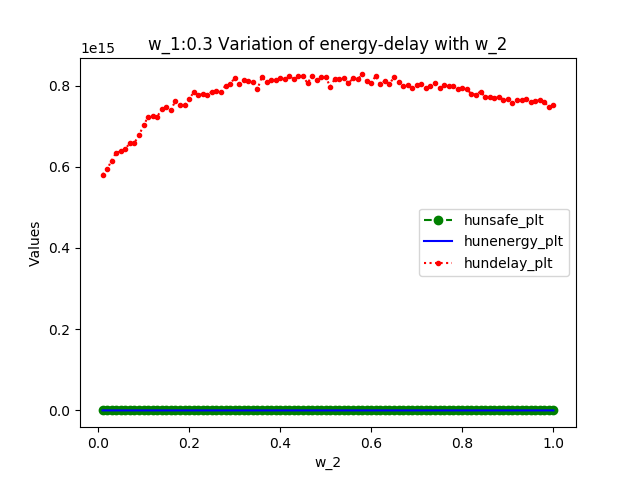 w_1:0.3 Variation of energy-delay with w_2
1e15
0.8
0.6
0.4
0.2
0.0
Values
hunsafe_plt
hunenergy_plt
hundelay_plt
0.0 0.2 0.4 0.6 0.8 1.0
w_2